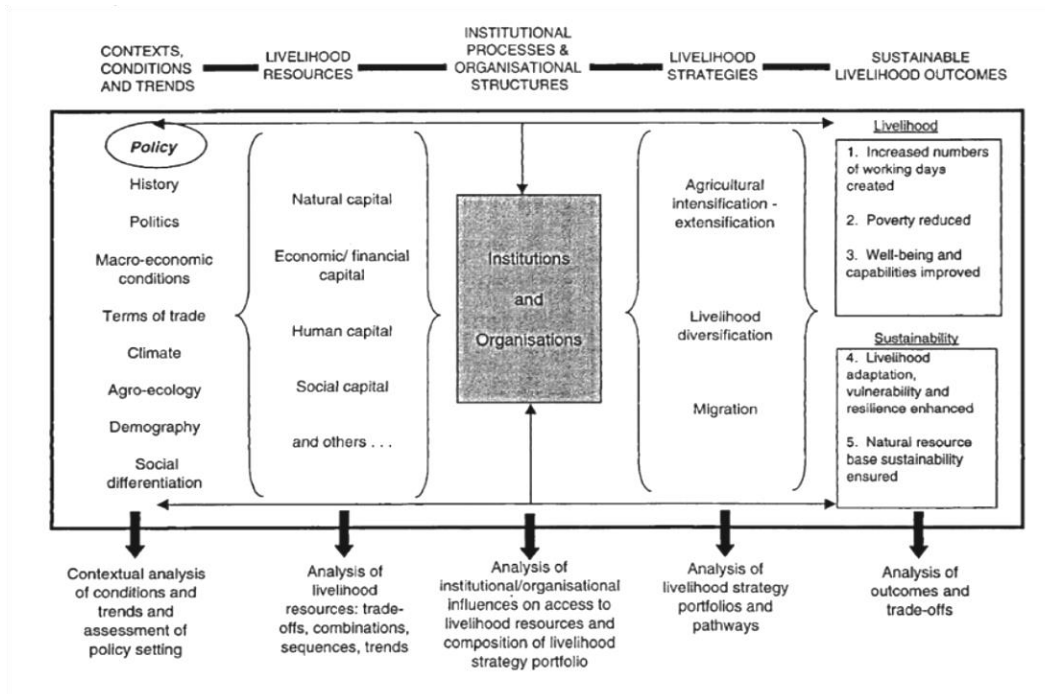 CONTEXTS,
CONDITIONS
AND TRENDS
LIVELIHOOD
RESOURCES
INSTITUTIONAL
PROCESSES &
ORGANISATIONAL
STRUCTURES
LIVELIHOOD
STRATEGIES
SUSTAINABLE
LIVELIHOOD OUTCOMES
Policy
History
Politics
Macro-economic
conditions
Terms of trade
Climate
Agro-ecology
Demography
Social
differentiation
Natural capital
Economic/ financial
capital
Human capital
Social capital
and others . . .
Institutions
and
Organisations
Agricultural
intensification -
extensification
Livelihood
diversification
Migration
Livelihood
1. Increased numbers
of working days
created
2. Poverty reduced
3. Well-being and
capabilities improved
Sustainability
4. Livelihood
adaptation,
vulnerability and
resilience enhanced
5. Natural resource
base sustainability
ensured
Contextual analysis
of conditions and
trends and
assessment of
policy setting
Analysis of
livelihood
resources: trade-
offs, combinations,
sequences, trends
Analysis of
institutional/organisational
influences on access to
livelihood resources and
composition of livelihood
strategy portfolio
Analysis of
livelihood strategy
portfolios and
pathways
Analysis of
outcomes and
trade-offs